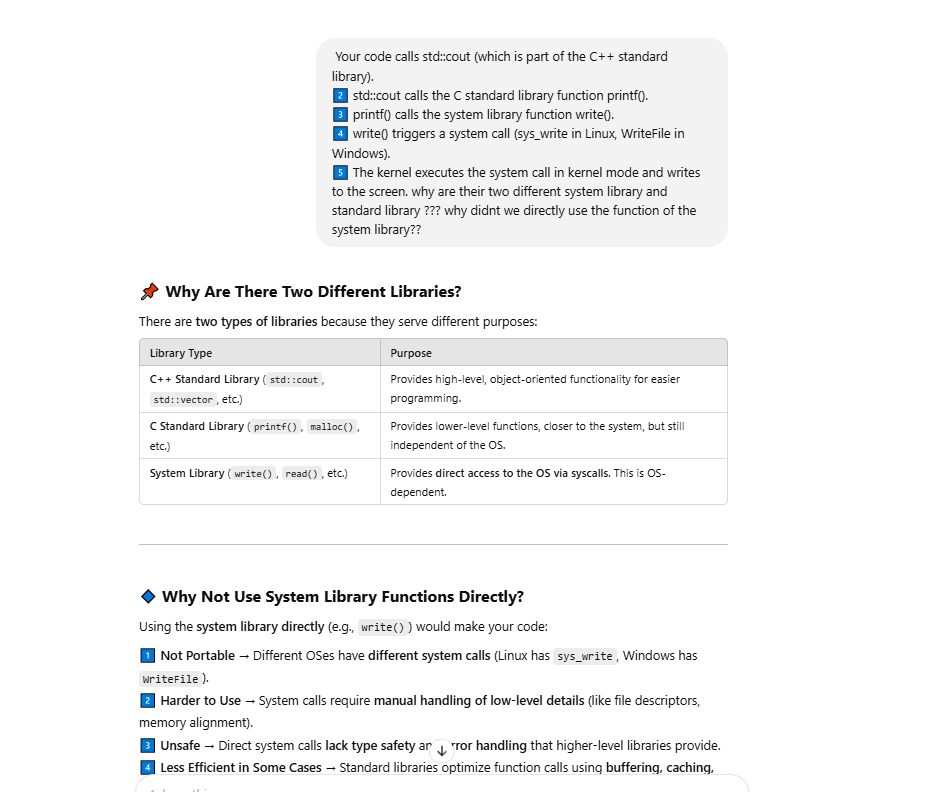 Your code calls std::cout (which is part of the C++ standard
library).
2 std::cout calls the C standard library function printf().
3 printf() calls the system library function write().
4 write() triggers a system call (sys_write in Linux, WriteFile in
Windows).
5 The kernel executes the system call in kernel mode and writes
to the screen. why are their two different system library and
standard library ??? why didnt we directly use the function of the
system library??
📌 Why Are There Two Different Libraries?
There are two types of libraries because they serve different purposes:
Library Type Purpose
C++ Standard Library ( std::cout , Provides high-level, object-oriented functionality for easier
std::vector , etc.) programming.
C Standard Library ( printf() , malloc() , Provides lower-level functions, closer to the system, but still
etc.) independent of the OS.
System Library ( write() , read() , etc.) Provides direct access to the OS via syscalls. This is OS-
dependent.
🔷 Why Not Use System Library Functions Directly?
Using the system library directly (e.g., write() ) would make your code:
1 Not Portable → Different OSes have different system calls (Linux has sys_write , Windows has
WriteFile ).
2 Harder to Use → System calls require manual handling of low-level details (like file descriptors,
memory alignment).
3 Unsafe → Direct system calls lack type safety and error handling that higher-level libraries provide.
4 Less Efficient in Some Cases → Standard libraries optimize function calls using buffering, caching,